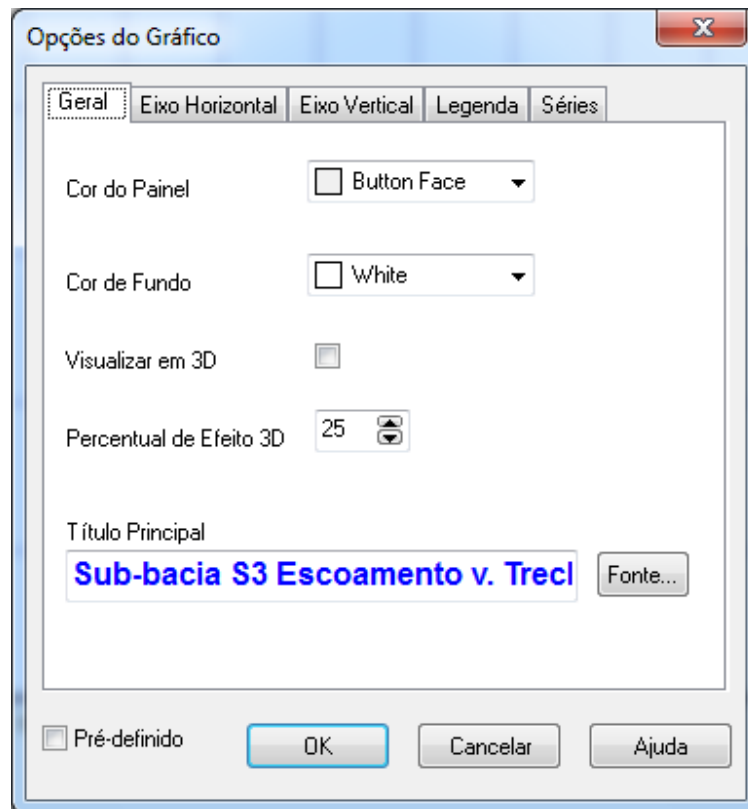 Opções do Gráfico
Geral Eixo Horizontal Eixo Vertical Legenda Séries
Cor do Painel Button Face
Cor de Fundo White
Visualizar em 3D
Percentual de Efeito 3D 25
Título Principal
Sub-bacia S3 Escoamento v. Fonte...
Pré-definido OK Cancelar Ajuda